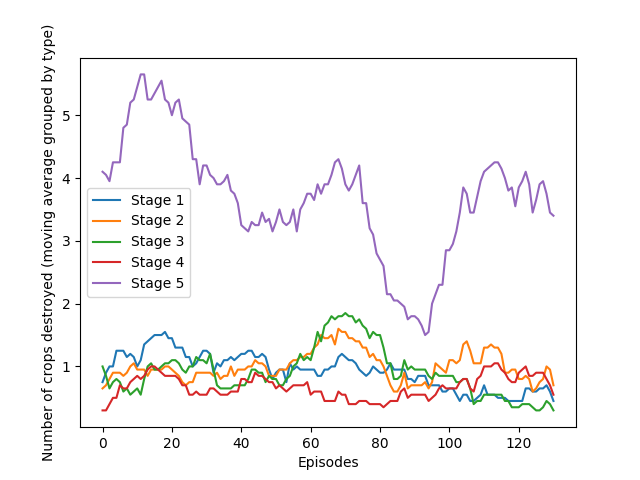 Number of crops destroyed (moving average grouped by type)
5
4
3
2
1
Stage 1
Stage 2
Stage 3
Stage 4
Stage 5
0 20 40 60 80 100 120
Episodes